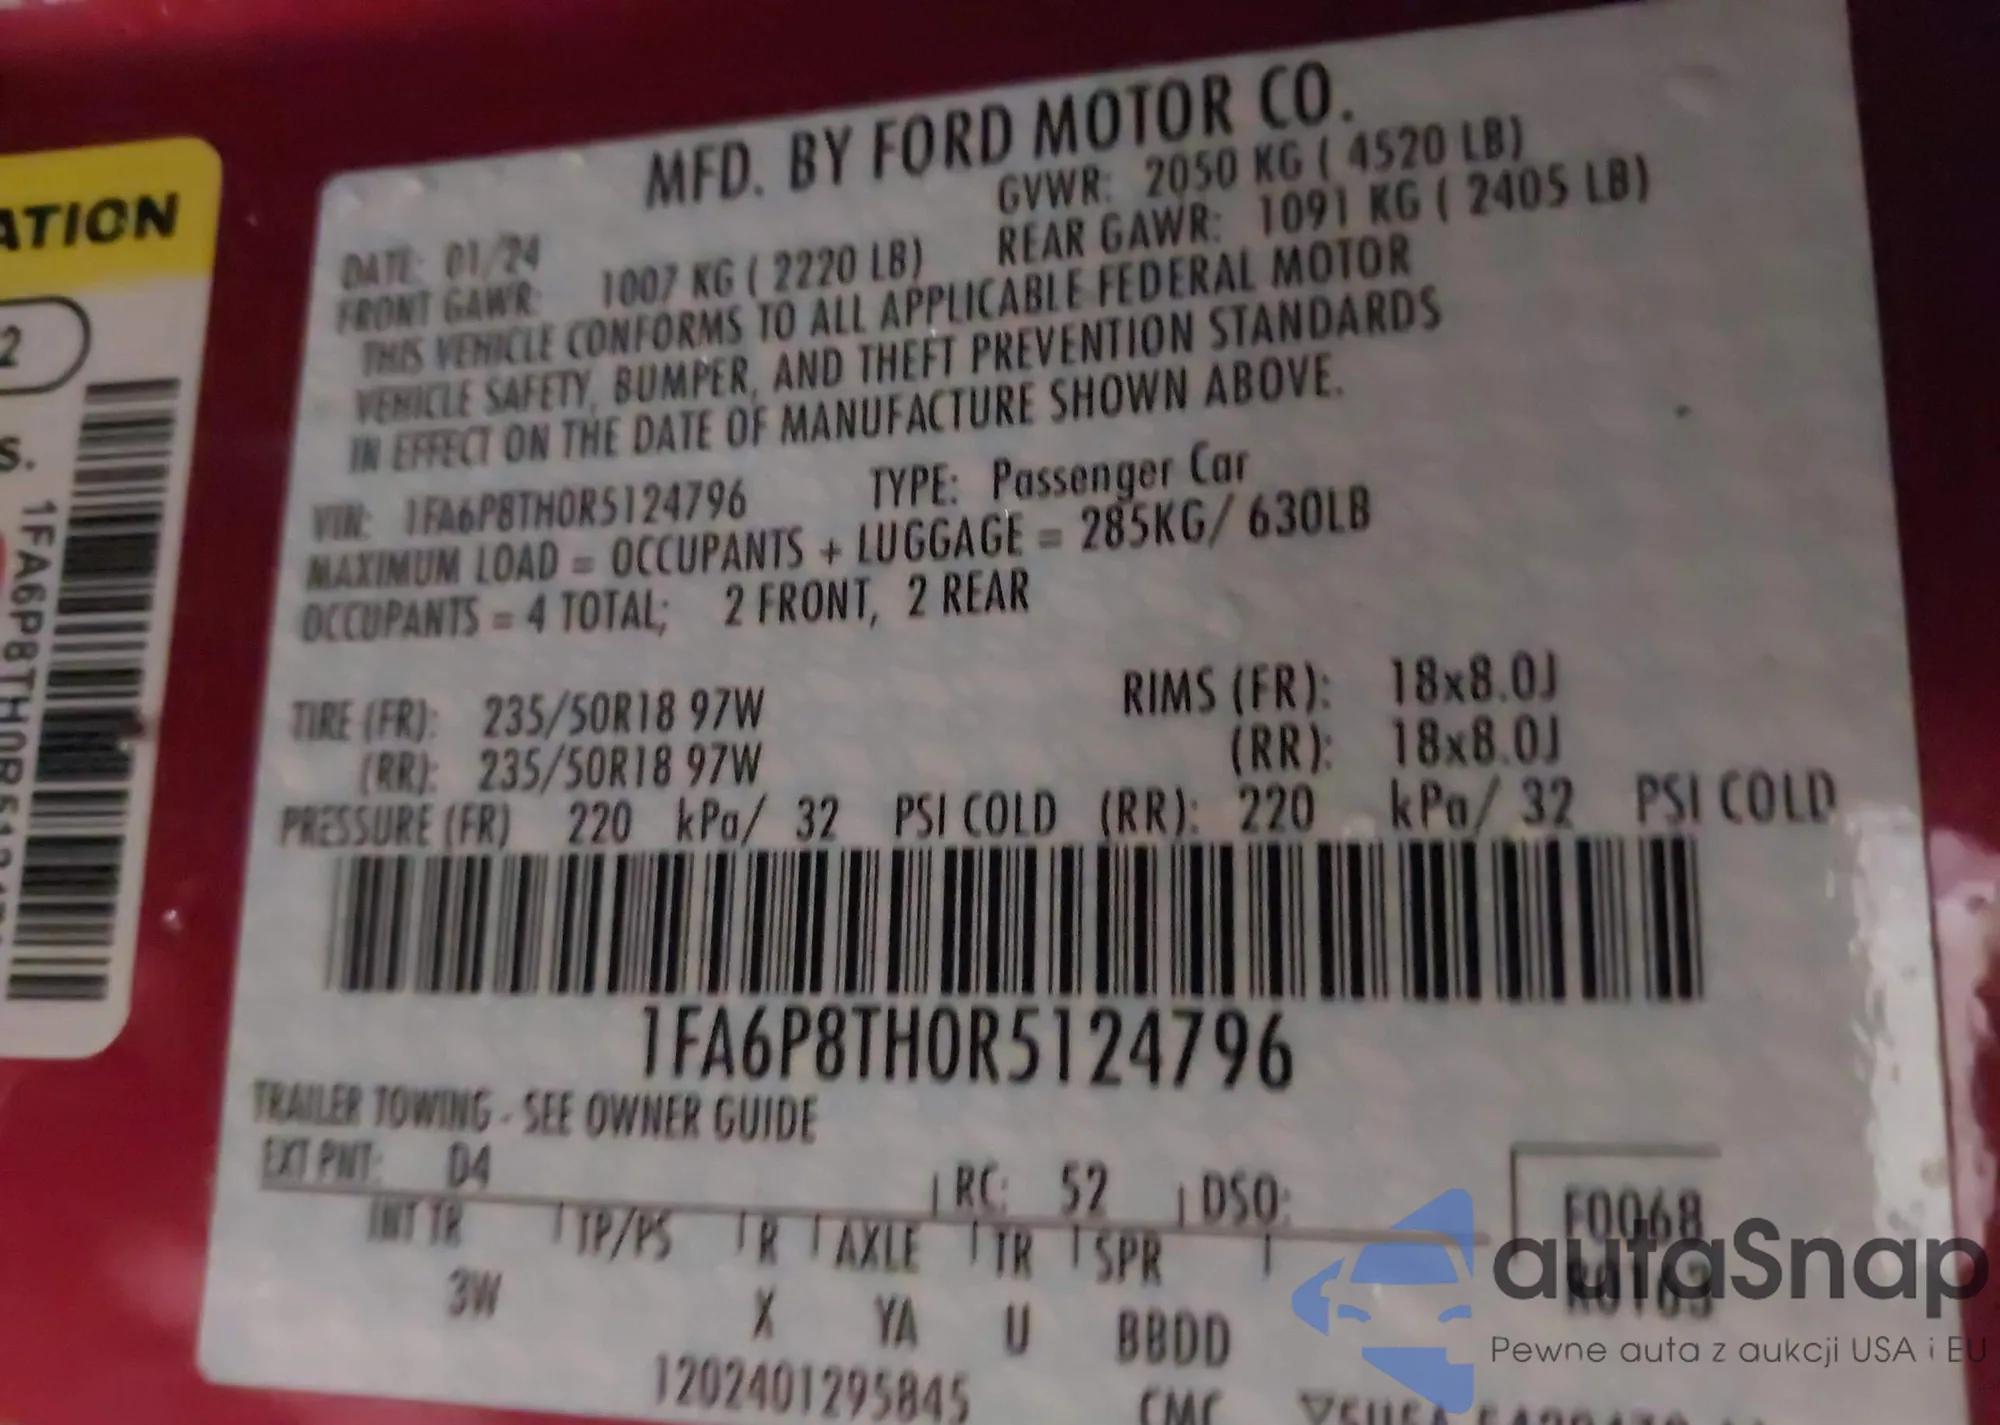 ATION
2
S.
1FA6P8TH0R5124796
MFD. BY FORD MOTOR CO.
DATE: 01/24 GVWR: 2050 KG ( 4520 LB)
FRONT GAWR: 1007 KG ( 2220 LB) REAR GAWR: 1091 KG ( 2405 LB)
THIS VEHICLE CONFORMS TO ALL APPLICABLE FEDERAL MOTOR
VEHICLE SAFETY, BUMPER, AND THEFT PREVENTION STANDARDS
IN EFFECT ON THE DATE OF MANUFACTURE SHOWN ABOVE.
VIN: 1FA6P8TH0R5124796 TYPE: Passenger Car
MAXIMUM LOAD = OCCUPANTS + LUGGAGE = 285KG/ 630LB
OCCUPANTS = 4 TOTAL; 2 FRONT, 2 REAR
TIRE (FR): 235/50R18 97W RIMS (FR): 18x8.0J
(RR): 235/50R18 97W (RR): 18x8.0J
PRESSURE (FR) 220 kPa/ 32 PSI COLD (RR): 220 kPa/ 32 PSI COLD
1FA6P8TH0R5124796
TRAILER TOWING - SEE OWNER GUIDE
EXT PNT: D4 RC: 52 DSO: F0068
INT TR TP/PS R AXLE TR SPR R0163
3W X YA U BBDD
1202401295845 CMC
autaSnap
Pewne auta z aukcji USA i EU